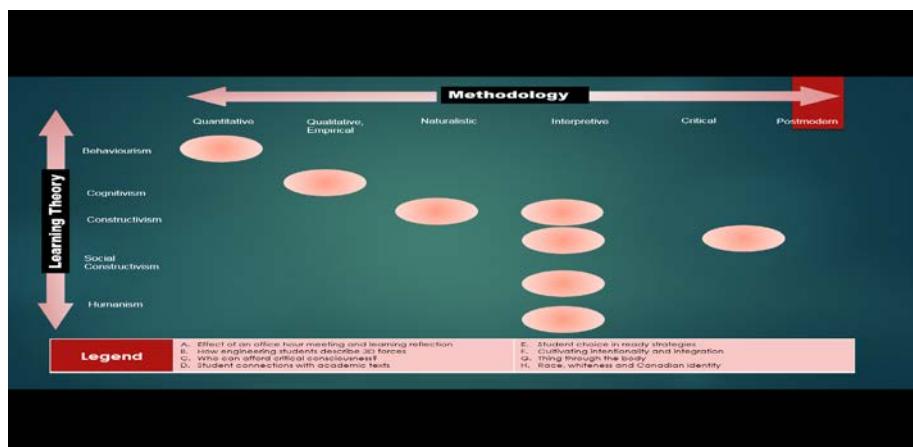 Methodology
Quantitative
Qualitative,
Empirical
Naturalistic
Interpretive
Critical
Postmodern
Learning Theory
Behaviourism
Cognitivism
Constructivism
Social
Constructivism
Humanism
Legend
A. Effect of an office hour meeting and learning reflection
B. How engineering students describe 3D forces
C. Who can afford critical consciousness?
D. Student connections with academic texts
E. Student choice in ready strategies
F. Cultivating intentionality and integration
G. Thing through the body
H. Race, whiteness and Canadian identity